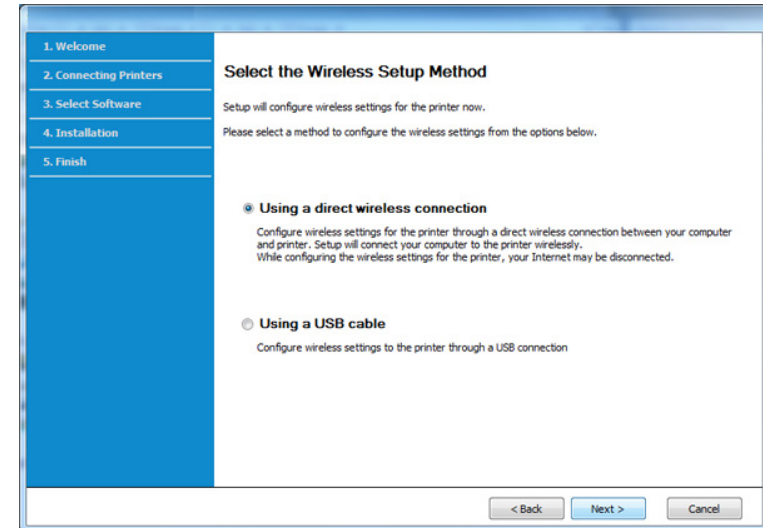 1. Welcome
2. Connecting Printers
3. Select Software
4. Installation
5. Finish
Select the Wireless Setup Method
Setup will configure wireless settings for the printer now.
Please select a method to configure the wireless settings from the options below.
Using a direct wireless connection
Configure wireless settings for the printer through a direct wireless connection between your computer
and printer. Setup will connect your computer to the printer wirelessly.
While configuring the wireless settings for the printer, your Internet may be disconnected.
Using a USB cable
Configure wireless settings to the printer through a USB connection
< Back Next > Cancel